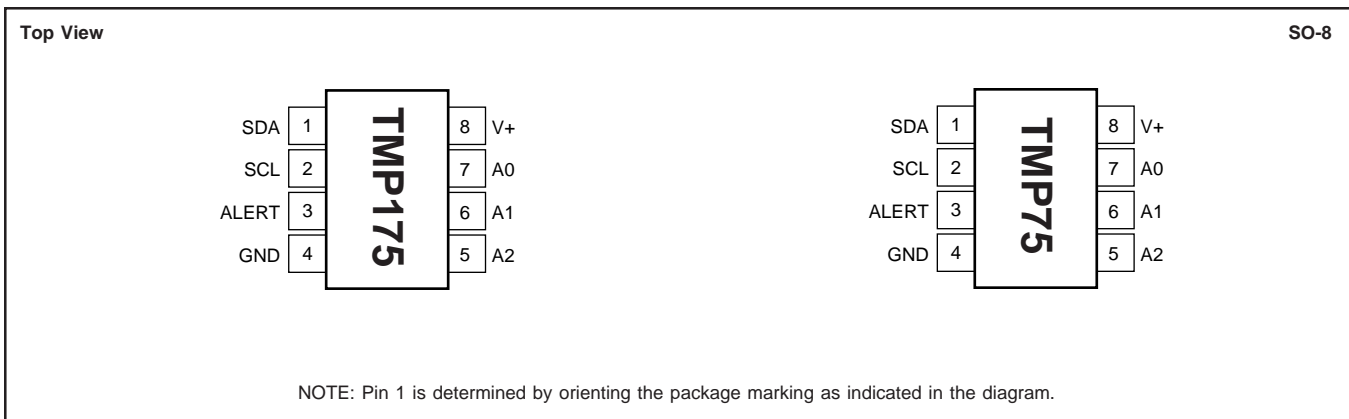 Top View SO-8
TMP175
SDA 1 8 V+
SCL 2 7 A0
ALERT 3 6 A1
GND 4 5 A2
TMP75
SDA 1 8 V+
SCL 2 7 A0
ALERT 3 6 A1
GND 4 5 A2
NOTE: Pin 1 is determined by orienting the package marking as indicated in the diagram.